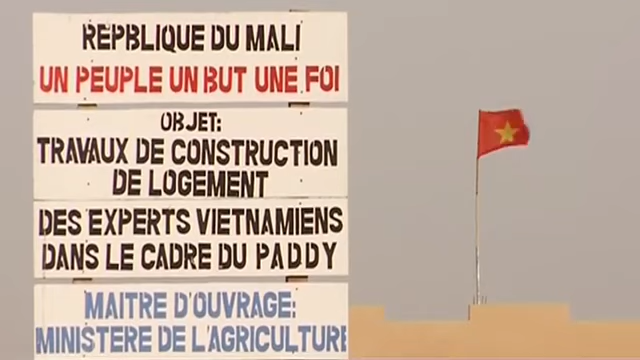 REPBLIQUE DU MALI
UN PEUPLE UN BUT UNE FOI
OBJET:
TRAVAUX DE CONSTRUCTION
DE LOGEMENT
DES EXPERTS VIETNAMIENS
DANS LE CADRE DU PADDY
MAITRE D'OUVRAGE:
MINISTERE DE L'AGRICULTURE